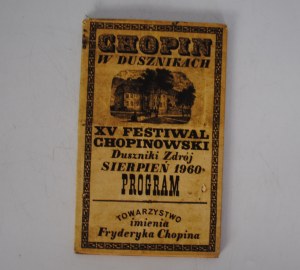 CHOPIN
W DUSZNIKACH
XV FESTIWAL
CHOPINOWSKI
Duszniki Zdrój
SIERPIEŃ 1960
PROGRAM
TOWARZYSTWO
imienia
Fryderyka Chopina